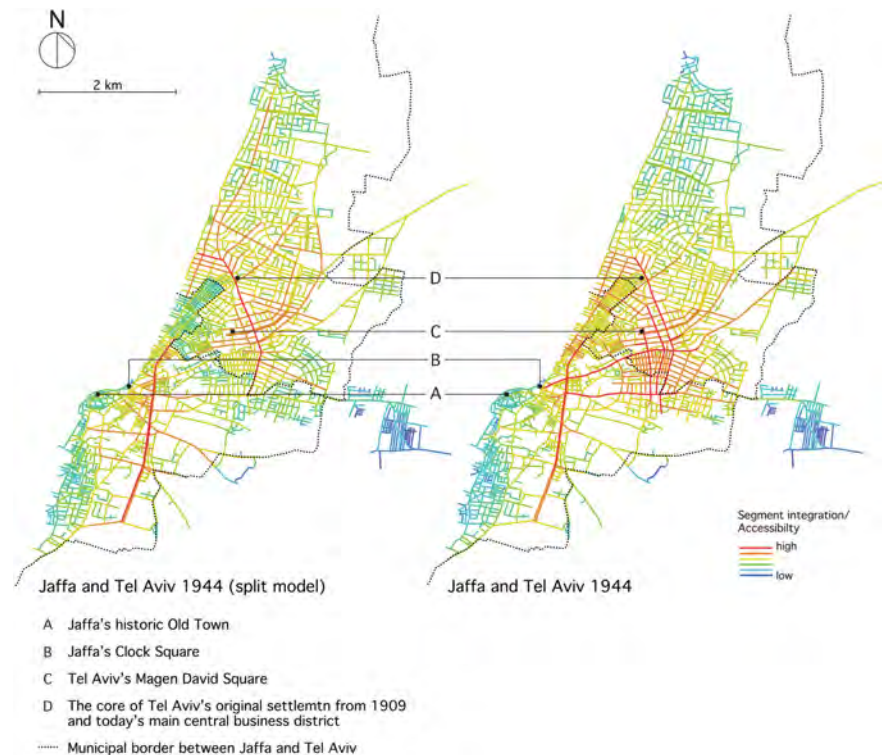 N
2 km
D
C
B
A
Segment integration/
Accessibilty
high
low
Jaffa and Tel Aviv 1944 (split model)
Jaffa and Tel Aviv 1944
A Jaffa's historic Old Town
B Jaffa's Clock Square
C Tel Aviv's Magen David Square
D The core of Tel Aviv's original settlemtn from 1909
and today's main central business district
Municipal border between Jaffa and Tel Aviv